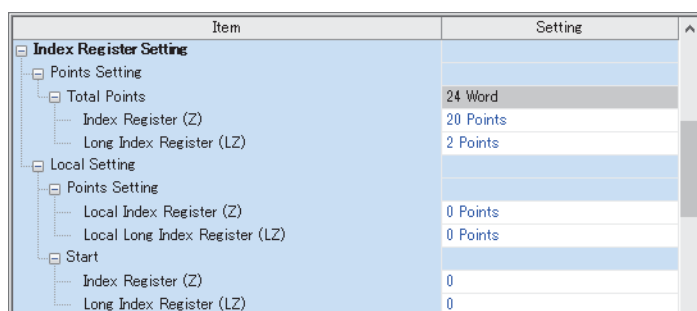 Item Setting
Index Register Setting
Points Setting
Total Points 24 Word
Index Register (Z) 20 Points
Long Index Register (LZ) 2 Points
Local Setting
Points Setting
Local Index Register (Z) 0 Points
Local Long Index Register (LZ) 0 Points
Start
Index Register (Z) 0
Long Index Register (LZ) 0